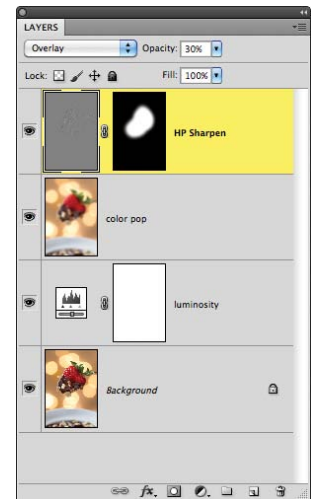 LAYERS
Overlay Opacity: 30%
Lock: Fill: 100%
HP Sharpen
color pop
luminosity
Background
fx.